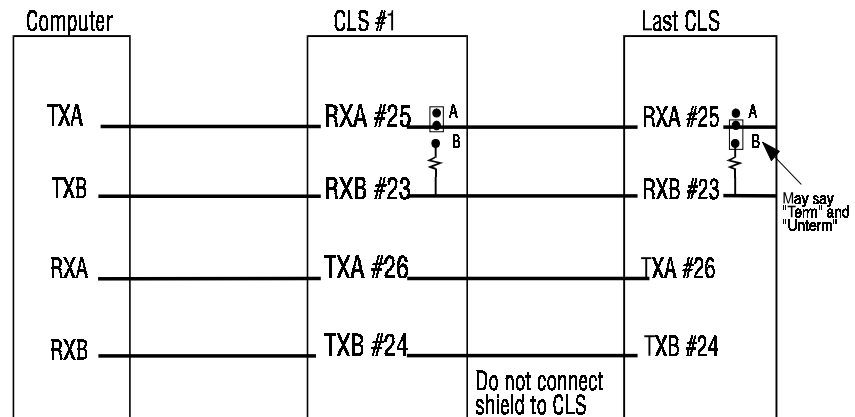 Computer CLS #1 Last CLS
TXA RXA #25 A RXA #25 A
B B
TXB RXB #23 RXB #23
May say
"Term" and
"Unterm"
RXA TXA #26 TXA #26
RXB TXB #24 TXB #24
Do not connect
shield to CLS